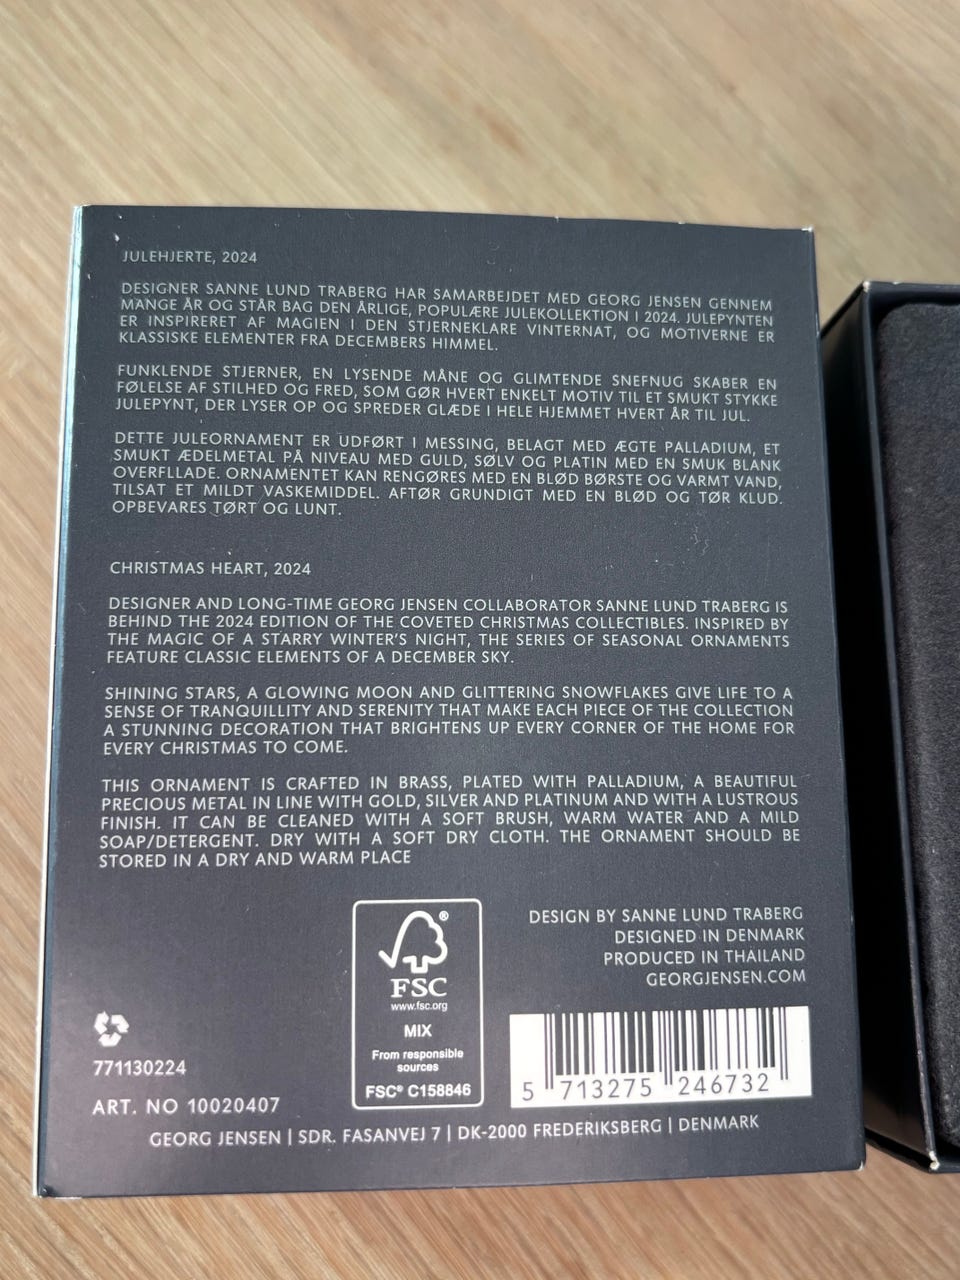 JULEHJERTE, 2024
DESIGNER SANNE LUND TRABERG HAR SAMARBEJDET MED GEORG JENSEN GENNEM
MANGE ÅR OG STÅR BAG DEN ÅRLIGE, POPULÆRE JULEKOLLEKTION I 2024. JULEPYNTEN
ER INSPIRERET AF MAGIEN I DEN STJERNEKLARE VINTERNAT, OG MOTIVERNE ER
KLASSISKE ELEMENTER FRA DECEMBERS HIMMEL.
FUNKLENDE STJERNER, EN LYSENDE MÅNE OG GLIMTENDE SNEFNUG SKABER EN
FØLELSE AF STILHED OG FRED, SOM GØR HVERT ENKELT MOTIV TIL ET SMUKT STYKKE
JULEPYNT, DER LYSER OP OG SPREDER GLÆDE I HELE HJEMMET HVERT ÅR TIL JUL.
DETTE JULEORNAMENT ER UDFØRT I MESSING, BELAGT MED ÆGTE PALLADIUM, ET
SMUKT ÆDELMETAL PÅ NIVEAU MED GULD, SØLV OG PLATIN MED EN SMUK BLANK
OVERFLLADE. ORNAMENTET KAN RENGØRES MED EN BLØD BØRSTE OG VARMT VAND,
TILSAT ET MILDT VASKEMIDDEL. AFTØR GRUNDIGT MED EN BLØD OG TØR KLUD.
OPBEVARES TØRT OG LUNT.
CHRISTMAS HEART, 2024
DESIGNER AND LONG-TIME GEORG JENSEN COLLABORATOR SANNE LUND TRABERG IS
BEHIND THE 2024 EDITION OF THE COVETED CHRISTMAS COLLECTIBLES. INSPIRED BY
THE MAGIC OF A STARRY WINTER'S NIGHT, THE SERIES OF SEASONAL ORNAMENTS
FEATURE CLASSIC ELEMENTS OF A DECEMBER SKY.
SHINING STARS, A GLOWING MOON AND GLITTERING SNOWFLAKES GIVE LIFE TO A
SENSE OF TRANQUILLITY AND SERENITY THAT MAKE EACH PIECE OF THE COLLECTION
A STUNNING DECORATION THAT BRIGHTENS UP EVERY CORNER OF THE HOME FOR
EVERY CHRISTMAS TO COME.
THIS ORNAMENT IS CRAFTED IN BRASS, PLATED WITH PALLADIUM, A BEAUTIFUL
PRECIOUS METAL IN LINE WITH GOLD, SILVER AND PLATINUM AND WITH A LUSTROUS
FINISH. IT CAN BE CLEANED WITH A SOFT BRUSH, WARM WATER AND A MILD
SOAP/DETERGENT. DRY WITH A SOFT DRY CLOTH. THE ORNAMENT SHOULD BE
STORED IN A DRY AND WARM PLACE
DESIGN BY SANNE LUND TRABERG
DESIGNED IN DENMARK
PRODUCED IN THAILAND
GEORGJENSEN.COM
®
FSC
www.fsc.org
MIX
From responsible
sources
FSC® C158846
771130224
ART. NO 10020407
5 713275 246732
GEORG JENSEN | SDR. FASANVEJ 7 | DK-2000 FREDERIKSBERG | DENMARK